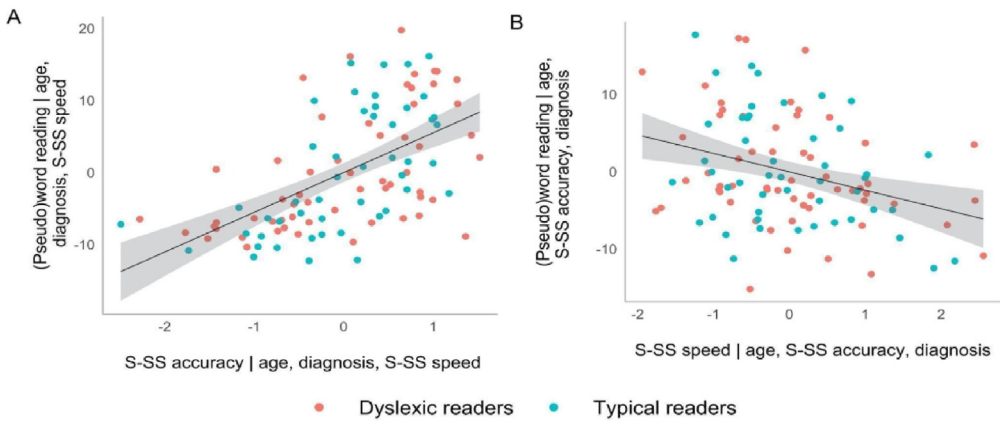 A
(Pseudo)word reading | age,
diagnosis, S-SS speed
20
10
0
-10
-2
-1
0
1
S-SS accuracy | age, diagnosis, S-SS speed
B
(Pseudo)word reading | age,
S-SS accuracy, diagnosis
10
0
-10
-2
-1
0
1
2
S-SS speed | age, S-SS accuracy, diagnosis
Dyslexic readers
Typical readers